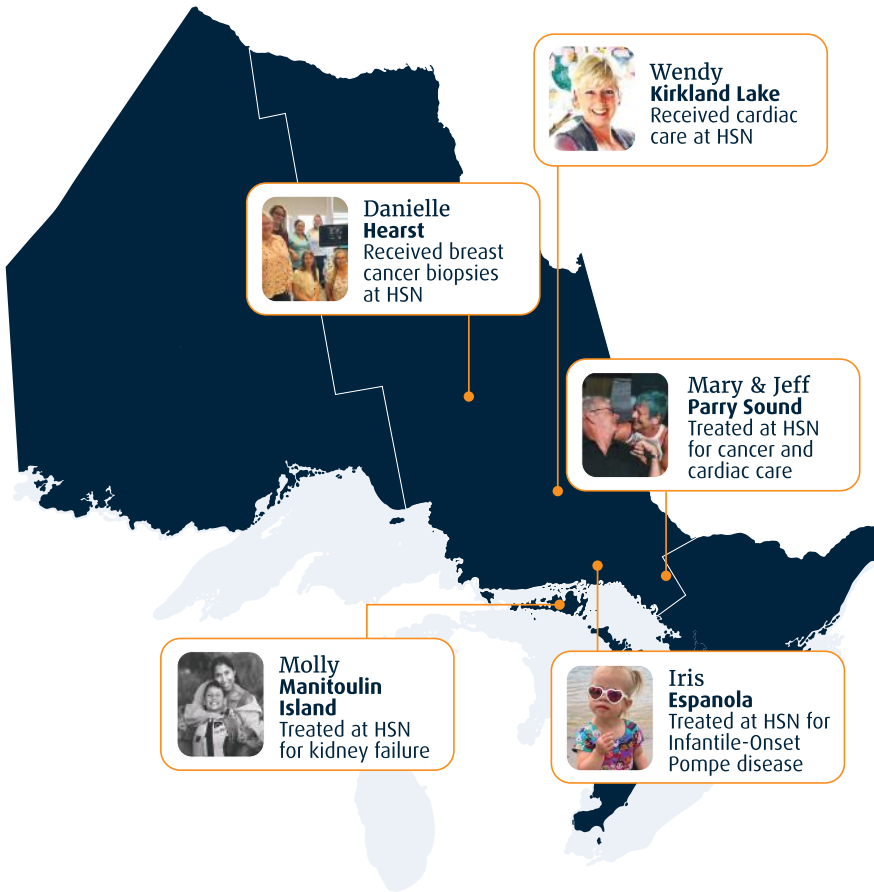 Wendy
Kirkland Lake
Received cardiac
care at HSN
Danielle
Hearst
Received breast
cancer biopsies
at HSN
Mary & Jeff
Parry Sound
Treated at HSN
for cancer and
cardiac care
Molly
Manitoulin
Island
Treated at HSN
for kidney failure
Iris
Espanola
Treated at HSN for
Infantile-Onset
Pompe disease